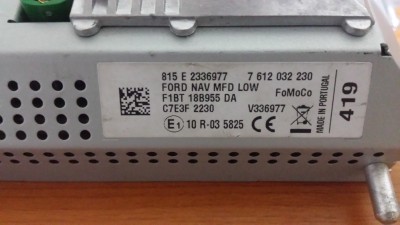 815 E 2336977 7 612 032 230
FORD NAV MFD LOW
F1BT 18B955 DA FoMoCo
C7E3F 2230 V336977
E1 10 R-03 5825 CE
MADE IN PORTUGAL
419